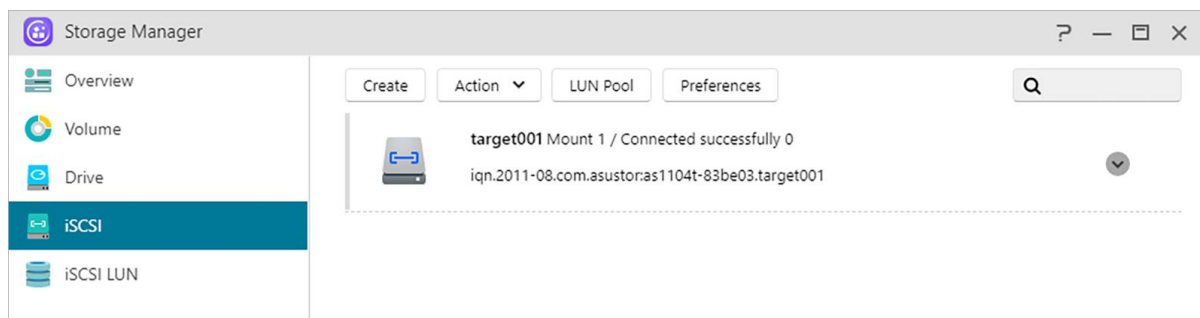 Storage Manager
Overview
Volume
Drive
iSCSI
iSCSI LUN
Create Action LUN Pool Preferences
target001 Mount 1 / Connected successfully 0
iqn.2011-08.com.asustor:as1104t-83be03.target001